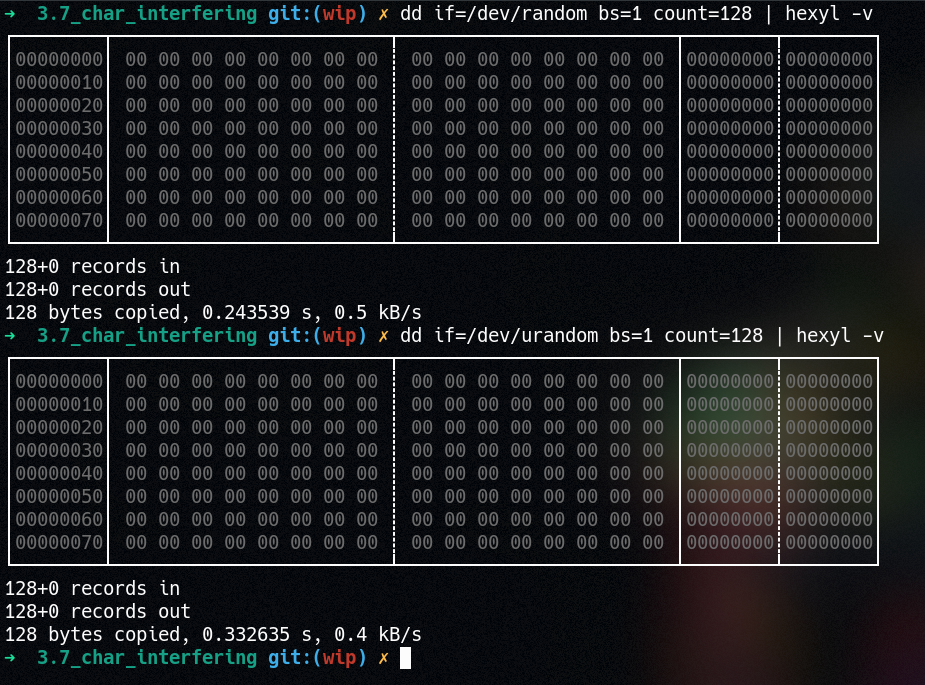 ➜  3.7_char_interfering git:(wip) ✗ dd if=/dev/random bs=1 count=128 | hexyl -v
00000000 00 00 00 00 00 00 00 00 00 00 00 00 00 00 00 00 00000000 00000000
00000010 00 00 00 00 00 00 00 00 00 00 00 00 00 00 00 00 00000000 00000000
00000020 00 00 00 00 00 00 00 00 00 00 00 00 00 00 00 00 00000000 00000000
00000030 00 00 00 00 00 00 00 00 00 00 00 00 00 00 00 00 00000000 00000000
00000040 00 00 00 00 00 00 00 00 00 00 00 00 00 00 00 00 00000000 00000000
00000050 00 00 00 00 00 00 00 00 00 00 00 00 00 00 00 00 00000000 00000000
00000060 00 00 00 00 00 00 00 00 00 00 00 00 00 00 00 00 00000000 00000000
00000070 00 00 00 00 00 00 00 00 00 00 00 00 00 00 00 00 00000000 00000000
128+0 records in
128+0 records out
128 bytes copied, 0.243539 s, 0.5 kB/s
➜  3.7_char_interfering git:(wip) ✗ dd if=/dev/urandom bs=1 count=128 | hexyl -v
00000000 00 00 00 00 00 00 00 00 00 00 00 00 00 00 00 00 00000000 00000000
00000010 00 00 00 00 00 00 00 00 00 00 00 00 00 00 00 00 00000000 00000000
00000020 00 00 00 00 00 00 00 00 00 00 00 00 00 00 00 00 00000000 00000000
00000030 00 00 00 00 00 00 00 00 00 00 00 00 00 00 00 00 00000000 00000000
00000040 00 00 00 00 00 00 00 00 00 00 00 00 00 00 00 00 00000000 00000000
00000050 00 00 00 00 00 00 00 00 00 00 00 00 00 00 00 00 00000000 00000000
00000060 00 00 00 00 00 00 00 00 00 00 00 00 00 00 00 00 00000000 00000000
00000070 00 00 00 00 00 00 00 00 00 00 00 00 00 00 00 00 00000000 00000000
128+0 records in
128+0 records out
128 bytes copied, 0.332635 s, 0.4 kB/s
➜  3.7_char_interfering git:(wip) ✗